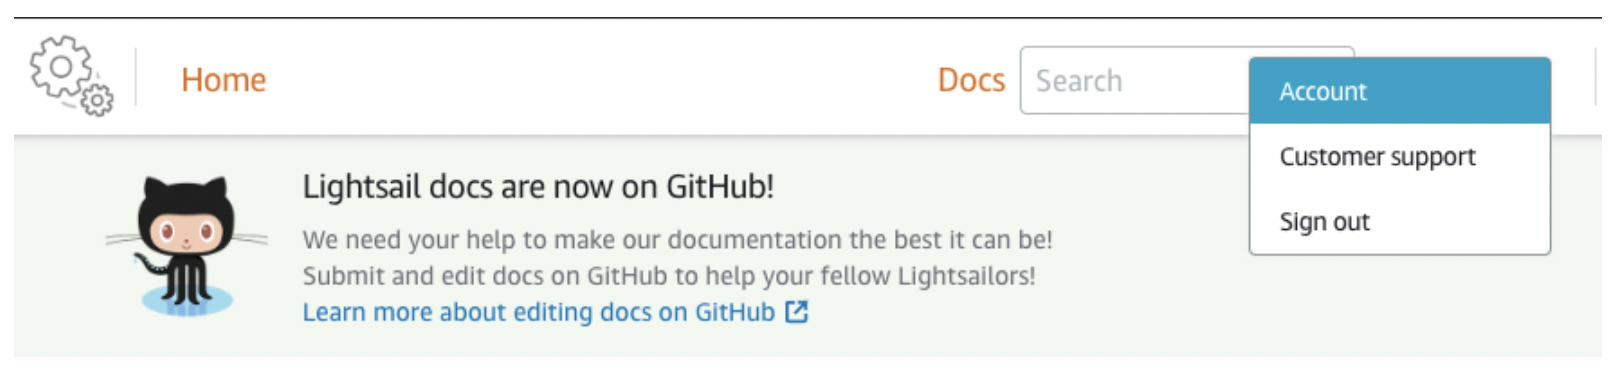 Home
Docs
Search
Account
Customer support
Sign out
Lightsail docs are now on GitHub!
We need your help to make our documentation the best it can be!
Submit and edit docs on GitHub to help your fellow Lightsailors!
Learn more about editing docs on GitHub